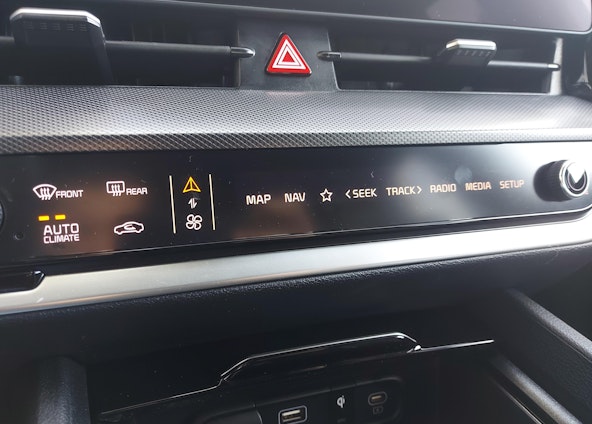 FRONT
REAR
AUTO
CLIMATE
MAP NAV <SEEK TRACK> RADIO MEDIA SETUP